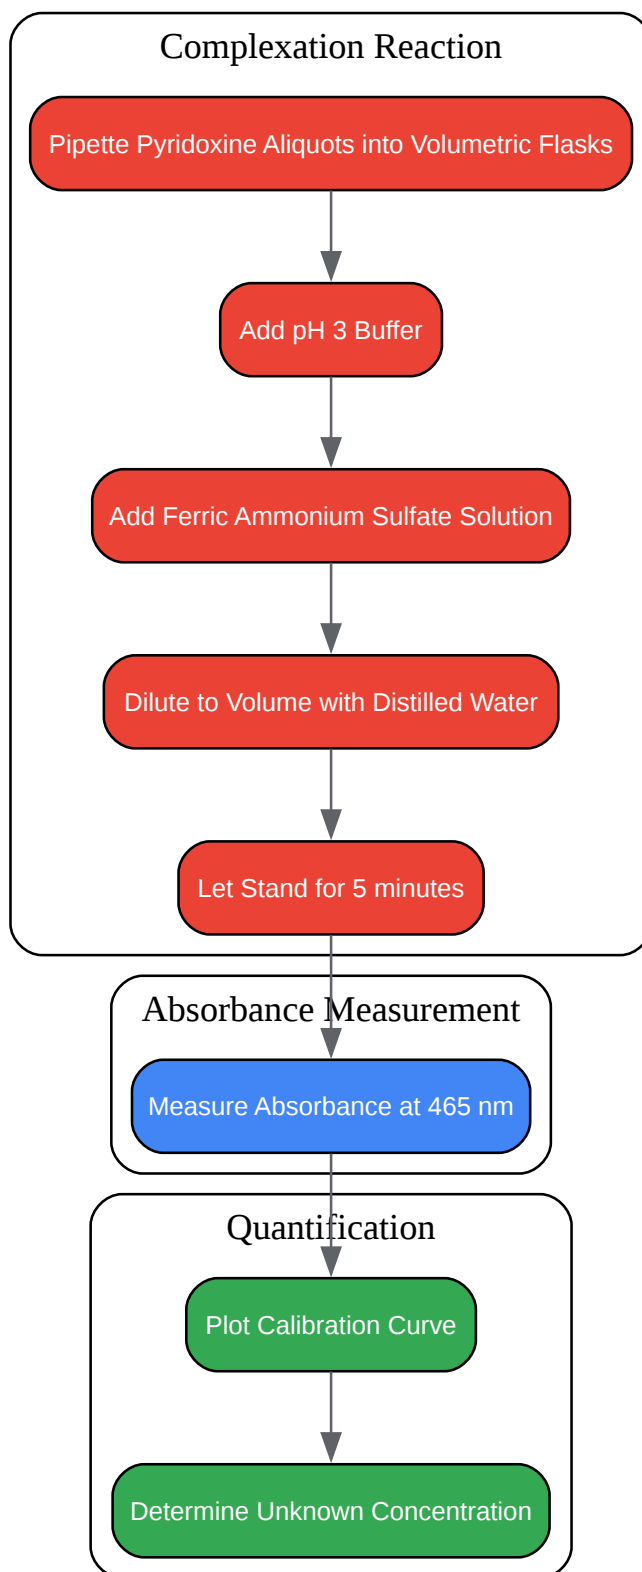 Complexation Reaction
Pipette Pyridoxine Aliquots into Volumetric Flasks
Add pH 3 Buffer
Add Ferric Ammonium Sulfate Solution
Dilute to Volume with Distilled Water
Let Stand for 5 minutes
Absorbance Measurement
Measure Absorbance at 465 nm
Quantification
Plot Calibration Curve
Determine Unknown Concentration